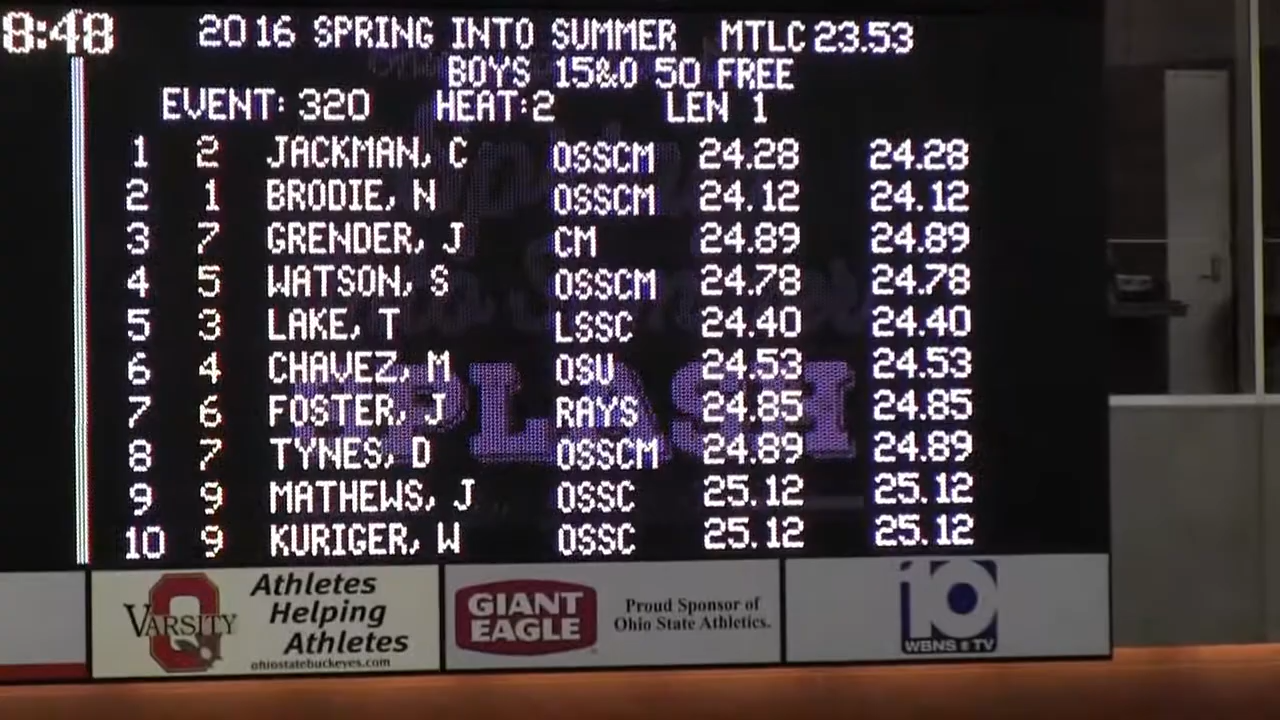 8:48 2016 SPRING INTO SUMMER MTLC 23.53
BOYS 15&O 50 FREE
EVENT: 320 HEAT:2 LEN 1
1 2 JACKMAN, C OSSCM 24.28 24.28
2 1 BRODIE, N OSSCM 24.12 24.12
3 7 GRENDER, J CM 24.89 24.89
4 5 WATSON, S OSSCM 24.78 24.78
5 3 LAKE, T LSSC 24.40 24.40
6 4 CHAVEZ, M OSU 24.53 24.53
7 6 FOSTER, J RAYS 24.85 24.85
8 7 TYNES, D OSSCM 24.89 24.89
9 9 MATHEWS, J OSSC 25.12 25.12
10 9 KURIGER, W OSSC 25.12 25.12
SPLASH
VARSITY O
Athletes
Helping
Athletes
ohiostatebuckeyes.com
GIANT
EAGLE
Proud Sponsor of
Ohio State Athletics.
10
WBNS TV